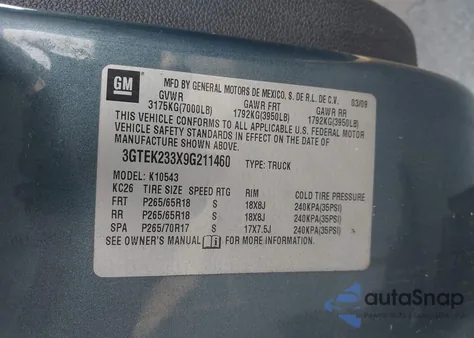 GM
MFD BY GENERAL MOTORS DE MEXICO, S. DE R.L. DE C.V. 03/09
GVWR GAWR FRT GAWR RR
3175KG(7000LB) 1792KG(3950LB) 1792KG(3950LB)
THIS VEHICLE CONFORMS TO ALL APPLICABLE U.S. FEDERAL MOTOR
VEHICLE SAFETY AND THEFT PREVENTION STANDARDS IN EFFECT ON THE DATE OF
MANUFACTURE SHOWN ABOVE.
3GTEK233X9G211460 TYPE: TRUCK
MODEL: K10543
KC26 TIRE SIZE SPEED RTG RIM COLD TIRE PRESSURE
FRT P265/65R18 S 18X8J 240KPA(35PSI)
RR P265/65R18 S 18X8J 240KPA(35PSI)
SPA P265/70R17 S 17X7.5J 240KPA(35PSI)
SEE OWNER'S MANUAL FOR MORE INFORMATION.
autoSnap